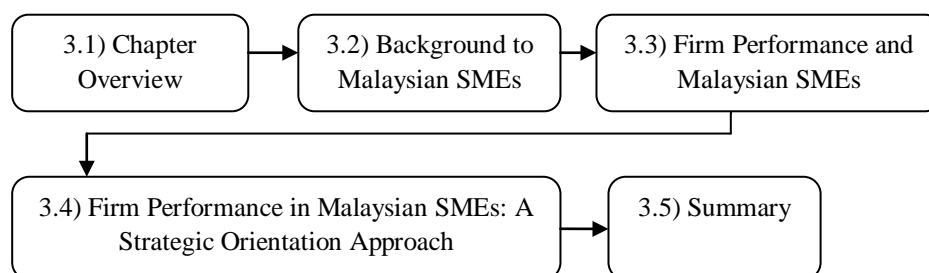 3.1) Chapter
Overview
3.2) Background to
Malaysian SMEs
3.3) Firm Performance and
Malaysian SMEs
3.4) Firm Performance in Malaysian SMEs: A
Strategic Orientation Approach
3.5) Summary